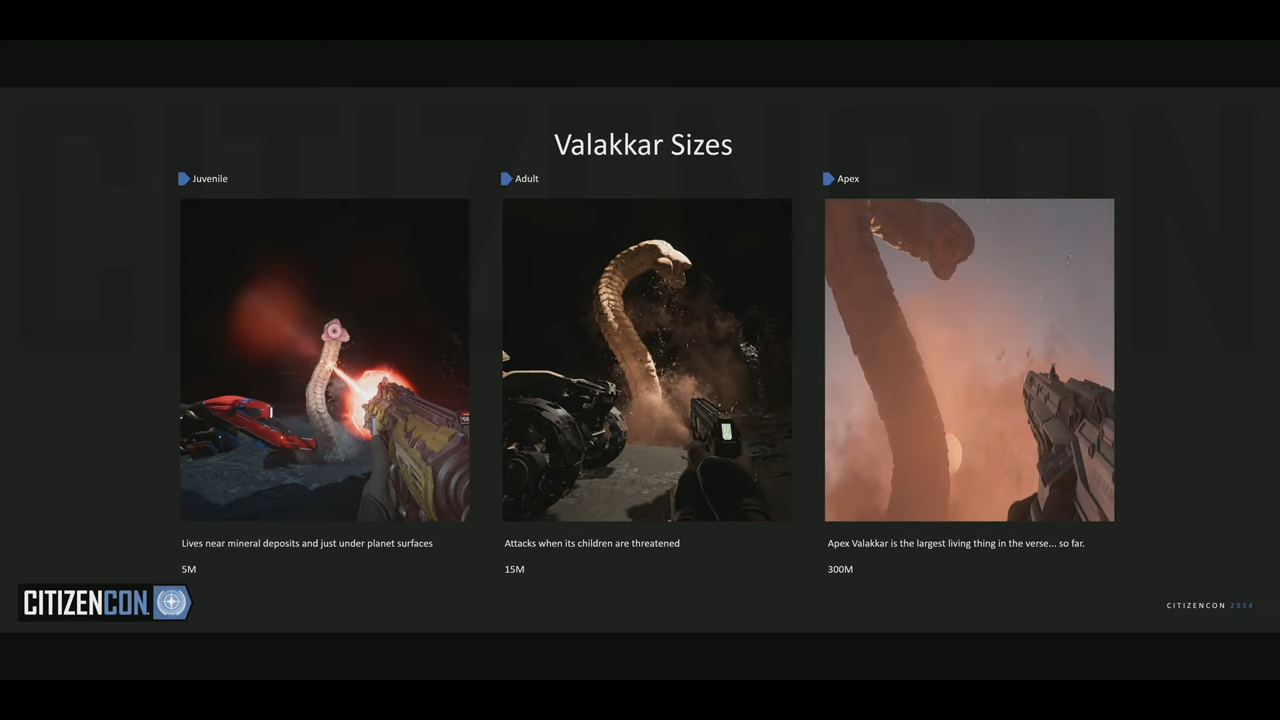 Valakkar Sizes
Juvenile
Adult
Apex
Lives near mineral deposits and just under planet surfaces
5M
Attacks when its children are threatened
15M
Apex Valakkar is the largest living thing in the verse... so far.
300M
CITIZENCON
CITIZENCON 2954